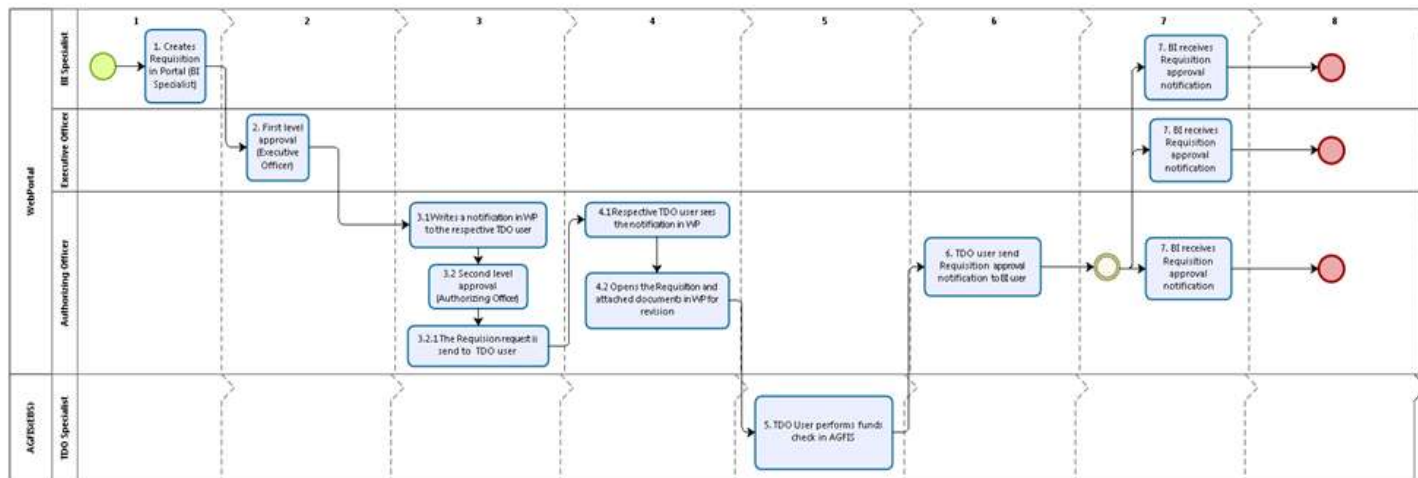 1
2
3
4
5
6
7
8
WebPortal
BI Specialist
1. Creates
Requisition
in Portal (BI
Specialist)
7. BI receives
Requisition
approval
notification
Executive Officer
2. First level
approval
(Executive
Officer)
7. BI receives
Requisition
approval
notification
Authorizing Officer
3.1 Writes a notification in WP
to the respective TDO user
3.2 Second level
approval
(Authorizing Officer)
3.2.1 The Requision request is
send to TDO user
4.1 Respective TDO user sees
the notification in WP
4.2 Opens the Requisition and
attached documents in WP for
revision
6. TDO user send
Requisition approval
notification to BI user
7. BI receives
Requisition
approval
notification
AGFIS(EBS)
TDO Specialist
5. TDO User performs funds
check in AGFIS